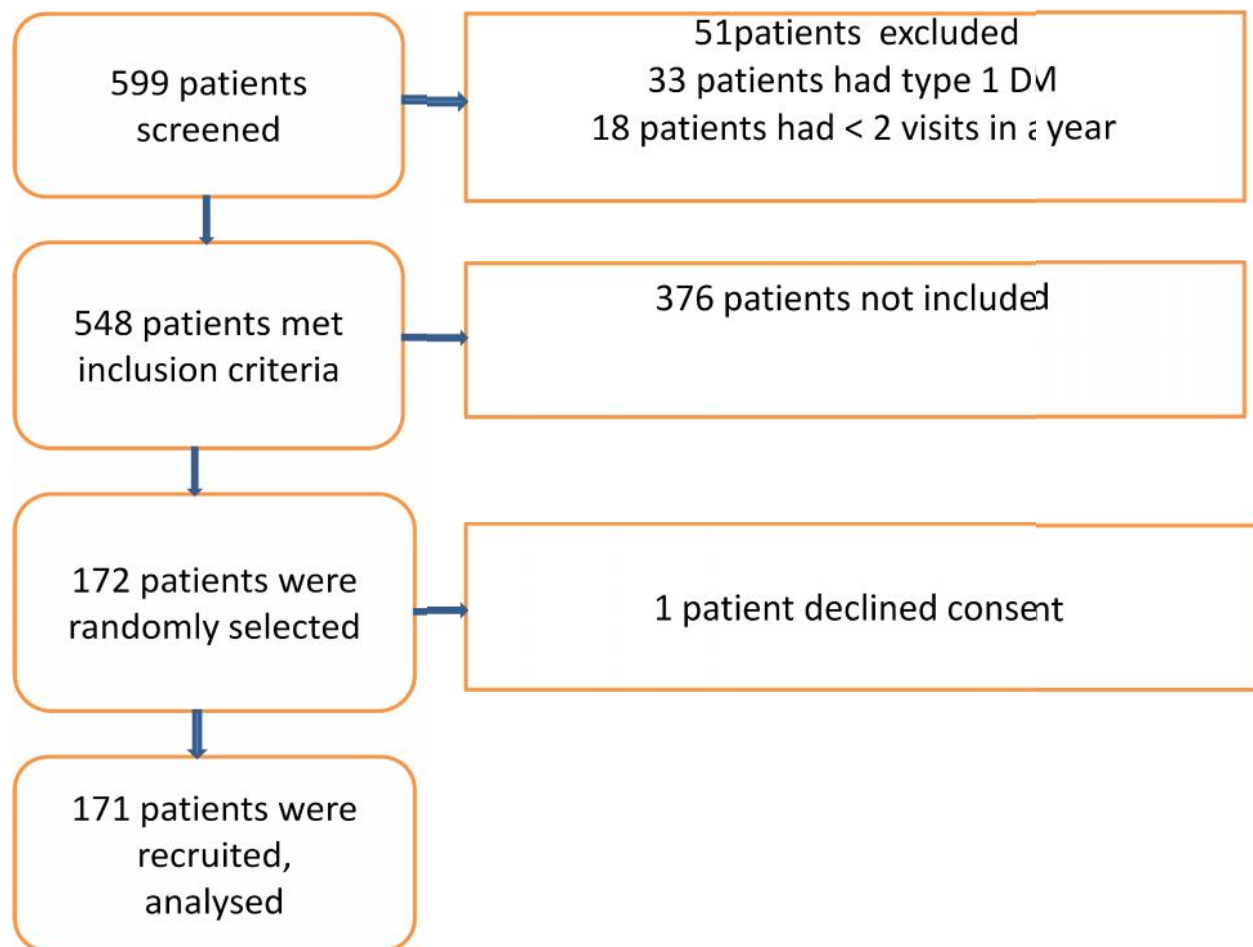 599 patients
screened
51patients excluded
33 patients had type 1 DM
18 patients had < 2 visits in a year
548 patients met
inclusion criteria
376 patients not included
172 patients were
randomly selected
1 patient declined consent
171 patients were
recruited,
analysed